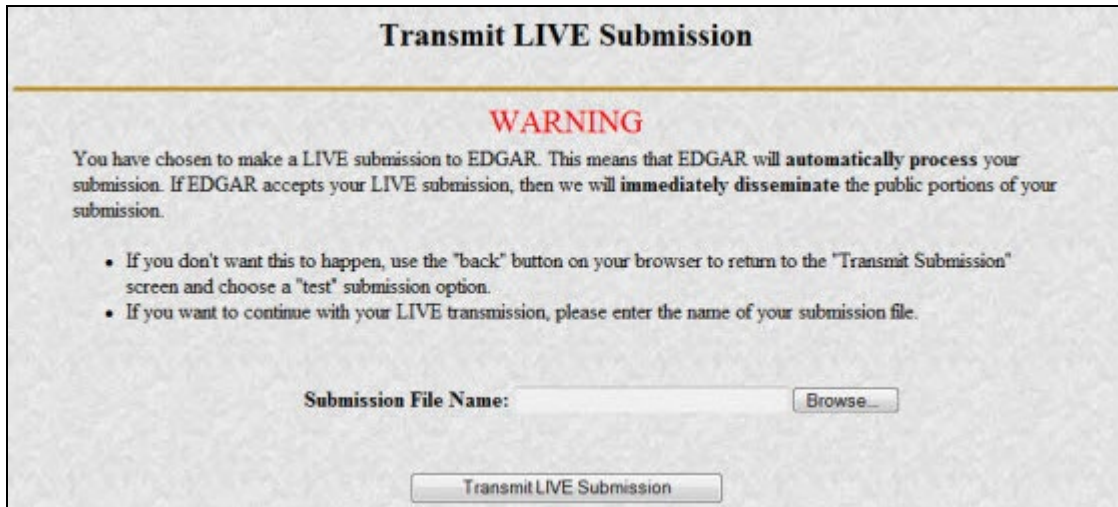 Transmit LIVE Submission
WARNING
You have chosen to make a LIVE submission to EDGAR. This means that EDGAR will automatically process your
submission. If EDGAR accepts your LIVE submission, then we will immediately disseminate the public portions of your
submission.
• If you don't want this to happen, use the "back" button on your browser to return to the "Transmit Submission"
screen and choose a "test" submission option.
• If you want to continue with your LIVE transmission, please enter the name of your submission file.
Submission File Name: Browse...
Transmit LIVE Submission